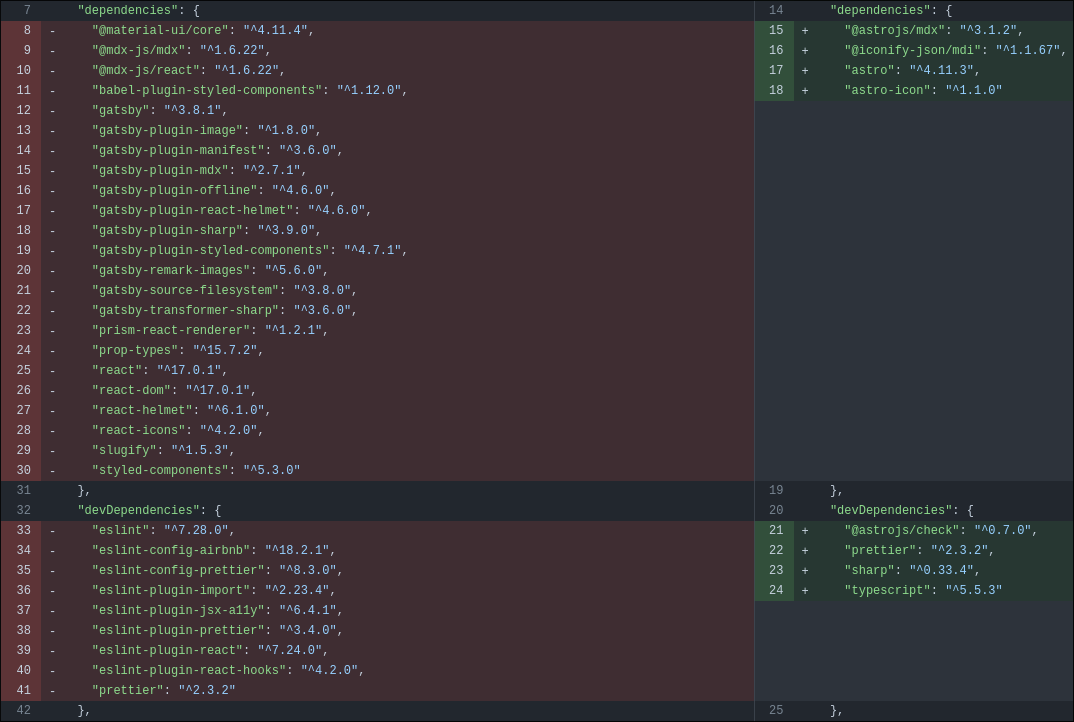 7 "dependencies": {
8 - "@material-ui/core": "^4.11.4",
9 - "@mdx-js/mdx": "^1.6.22",
10 - "@mdx-js/react": "^1.6.22",
11 - "babel-plugin-styled-components": "^1.12.0",
12 - "gatsby": "^3.8.1",
13 - "gatsby-plugin-image": "^1.8.0",
14 - "gatsby-plugin-manifest": "^3.6.0",
15 - "gatsby-plugin-mdx": "^2.7.1",
16 - "gatsby-plugin-offline": "^4.6.0",
17 - "gatsby-plugin-react-helmet": "^4.6.0",
18 - "gatsby-plugin-sharp": "^3.9.0",
19 - "gatsby-plugin-styled-components": "^4.7.1",
20 - "gatsby-remark-images": "^5.6.0",
21 - "gatsby-source-filesystem": "^3.8.0",
22 - "gatsby-transformer-sharp": "^3.6.0",
23 - "prism-react-renderer": "^1.2.1",
24 - "prop-types": "^15.7.2",
25 - "react": "^17.0.1",
26 - "react-dom": "^17.0.1",
27 - "react-helmet": "^6.1.0",
28 - "react-icons": "^4.2.0",
29 - "slugify": "^1.5.3",
30 - "styled-components": "^5.3.0"
31 },
32 "devDependencies": {
33 - "eslint": "^7.28.0",
34 - "eslint-config-airbnb": "^18.2.1",
35 - "eslint-config-prettier": "^8.3.0",
36 - "eslint-plugin-import": "^2.23.4",
37 - "eslint-plugin-jsx-a11y": "^6.4.1",
38 - "eslint-plugin-prettier": "^3.4.0",
39 - "eslint-plugin-react": "^7.24.0",
40 - "eslint-plugin-react-hooks": "^4.2.0",
41 - "prettier": "^2.3.2"
42 },
14 "dependencies": {
15 + "@astrojs/mdx": "^3.1.2",
16 + "@iconify-json/mdi": "^1.1.67",
17 + "astro": "^4.11.3",
18 + "astro-icon": "^1.1.0"
19 },
20 "devDependencies": {
21 + "@astrojs/check": "^0.7.0",
22 + "prettier": "^2.3.2",
23 + "sharp": "^0.33.4",
24 + "typescript": "^5.5.3"
25 },